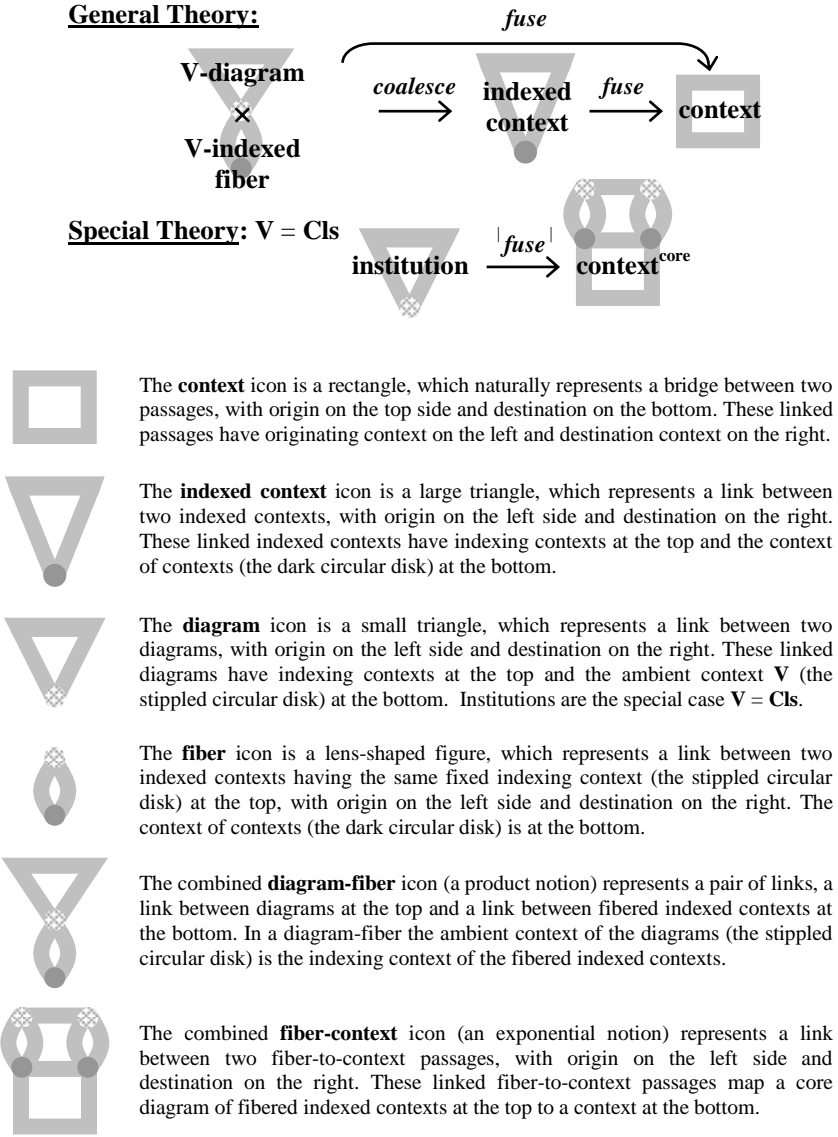 General Theory:
fuse
V-diagram
×
V-indexed
fiber
coalesce
indexed
context
fuse
context
Special Theory: V = Cls
institution
|fuse|
context^core
The context icon is a rectangle, which naturally represents a bridge between two
passages, with origin on the top side and destination on the bottom. These linked
passages have originating context on the left and destination context on the right.
The indexed context icon is a large triangle, which represents a link between
two indexed contexts, with origin on the left side and destination on the right.
These linked indexed contexts have indexing contexts at the top and the context
of contexts (the dark circular disk) at the bottom.
The diagram icon is a small triangle, which represents a link between two
diagrams, with origin on the left side and destination on the right. These linked
diagrams have indexing contexts at the top and the ambient context V (the
stippled circular disk) at the bottom. Institutions are the special case V = Cls.
The fiber icon is a lens-shaped figure, which represents a link between two
indexed contexts having the same fixed indexing context (the stippled circular
disk) at the top, with origin on the left side and destination on the right. The
context of contexts (the dark circular disk) is at the bottom.
The combined diagram-fiber icon (a product notion) represents a pair of links, a
link between diagrams at the top and a link between fibered indexed contexts at
the bottom. In a diagram-fiber the ambient context of the diagrams (the stippled
circular disk) is the indexing context of the fibered indexed contexts.
The combined fiber-context icon (an exponential notion) represents a link
between two fiber-to-context passages, with origin on the left side and
destination on the right. These linked fiber-to-context passages map a core
diagram of fibered indexed contexts at the top to a context at the bottom.